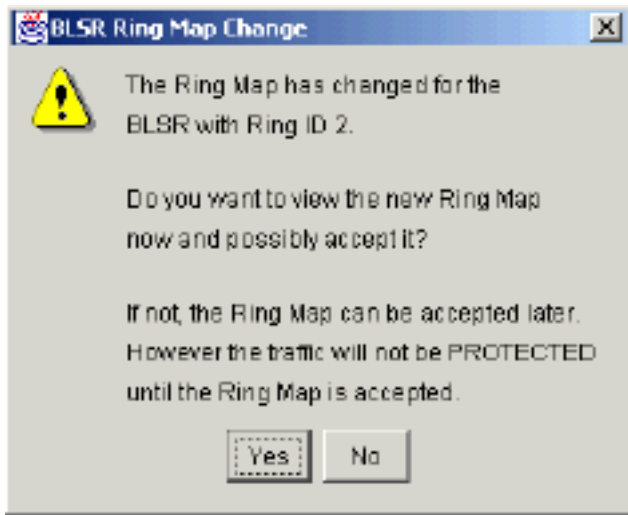 BLSR Ring Map Change
The Ring Map has changed for the
BLSR with Ring ID 2.
Do you want to view the new Ring Map
now and possibly accept it?
If not, the Ring Map can be accepted later.
However the traffic will not be PROTECTED
until the Ring Map is accepted.
Yes No